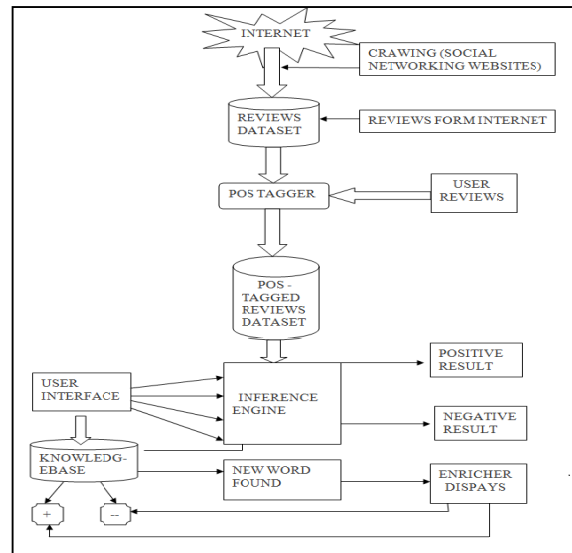 INTERNET
CRAWING (SOCIAL
NETWORKING WEBSITES)
REVIEWS
DATASET
REVIEWS FORM INTERNET
POS TAGGER
USER
REVIEWS
POS -
TAGGED
REVIEWS
DATASET
POSITIVE
RESULT
USER
INTERFACE
INFERENCE
ENGINE
NEGATIVE
RESULT
KNOWLEDG-
EBASE
NEW WORD
FOUND
ENRICHER
DISPAYS
+
--